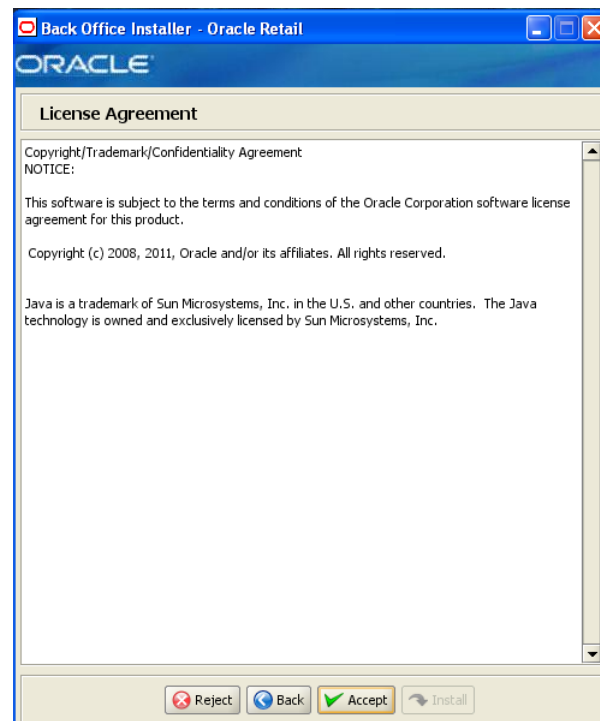 Back Office Installer - Oracle Retail
ORACLE
License Agreement
Copyright/Trademark/Confidentiality Agreement
NOTICE:
This software is subject to the terms and conditions of the Oracle Corporation software license
agreement for this product.
Copyright (c) 2008, 2011, Oracle and/or its affiliates. All rights reserved.
Java is a trademark of Sun Microsystems, Inc. in the U.S. and other countries. The Java
technology is owned and exclusively licensed by Sun Microsystems, Inc.
Reject Back Accept Install